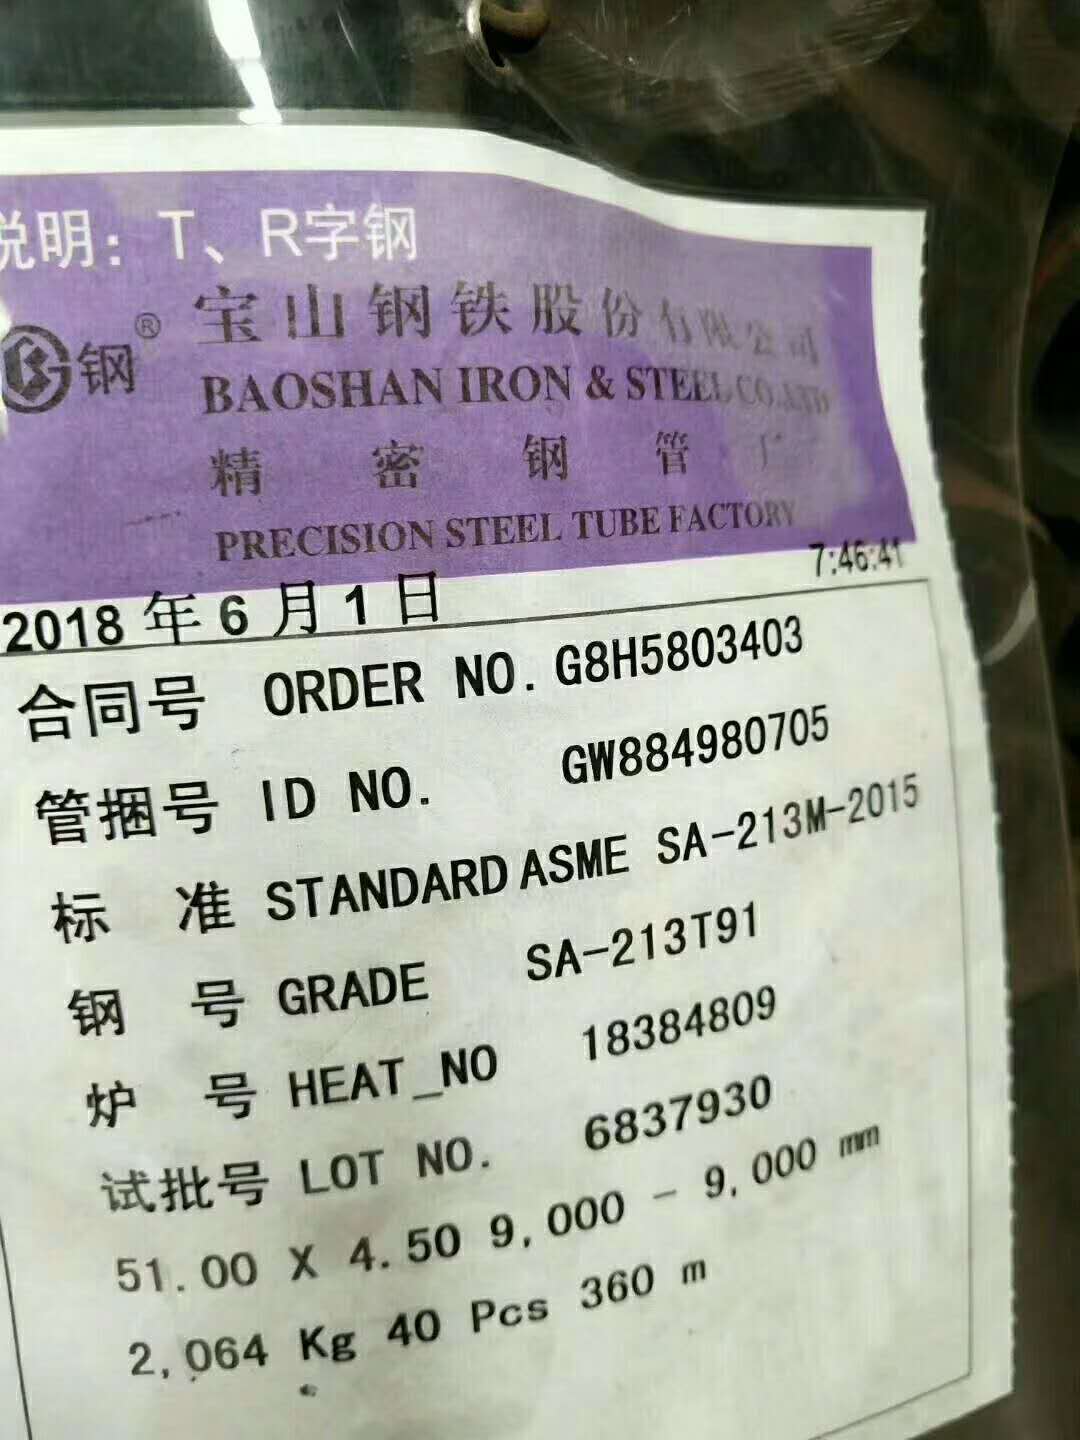 说明：T、R字钢
钢® 宝山钢铁股份有限公司
BAOSHAN IRON & STEEL CO.,LTD
精密钢管厂
PRECISION STEEL TUBE FACTORY
7:46:41
2018 年 6 月 1 日
合同号 ORDER NO. G8H5803403
管捆号 ID NO. GW884980705
标 准 STANDARD ASME SA-213M-2015
钢 号 GRADE SA-213T91
炉 号 HEAT_NO 18384809
试批号 LOT NO. 6837930
51.00 X 4.50 9,000 - 9,000 mm
2,064 Kg 40 Pcs 360 m